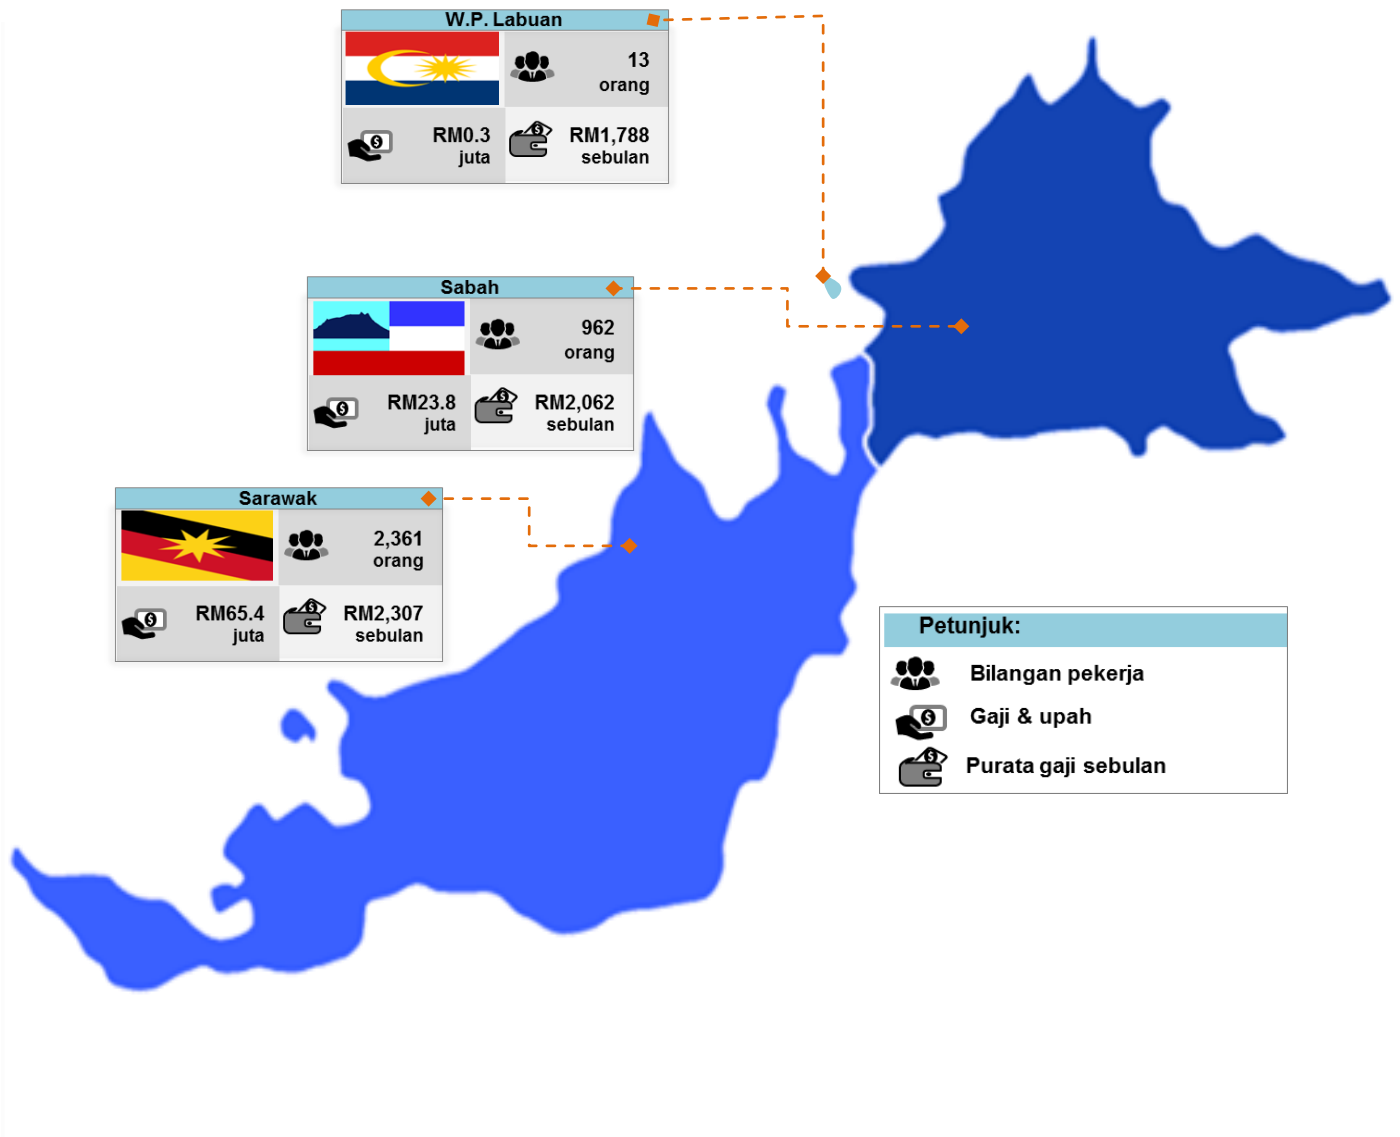 W.P. Labuan
13
orang
RM0.3
juta
RM1,788
sebulan
Sabah
962
orang
RM23.8
juta
RM2,062
sebulan
Sarawak
2,361
orang
RM65.4
juta
RM2,307
sebulan
Petunjuk:
Bilangan pekerja
Gaji & upah
Purata gaji sebulan